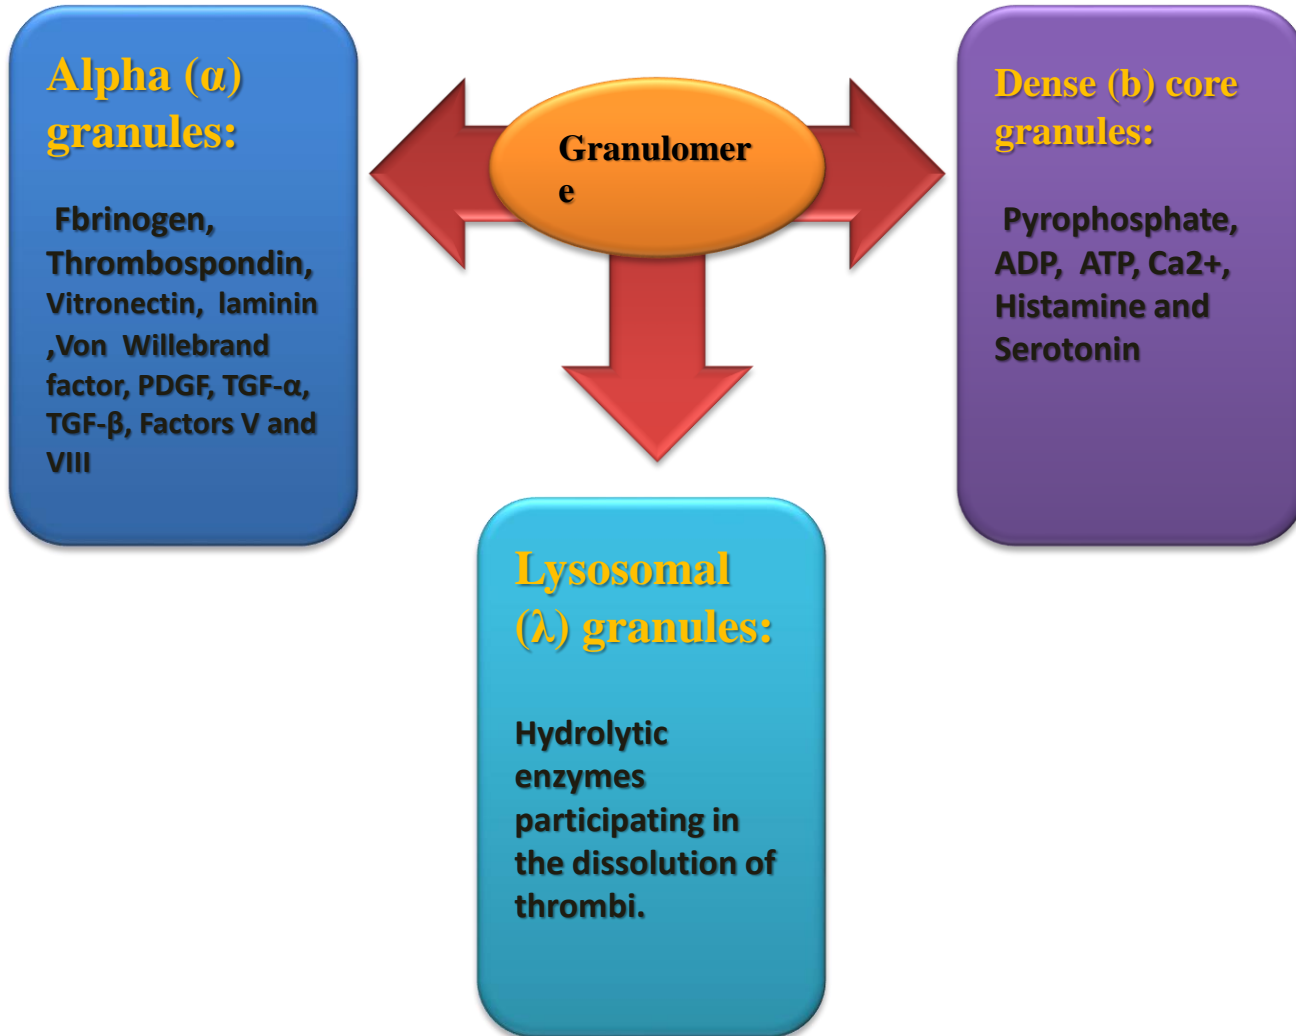 Alpha (α)
granules:
Fbrinogen,
Thrombospondin,
Vitronectin, laminin
,Von Willebrand
factor, PDGF, TGF-α,
TGF-β, Factors V and
VIII
Granulomer
e
Dense (b) core
granules:
Pyrophosphate,
ADP, ATP, Ca2+,
Histamine and
Serotonin
Lysosomal
(λ) granules:
Hydrolytic
enzymes
participating in
the dissolution of
thrombi.